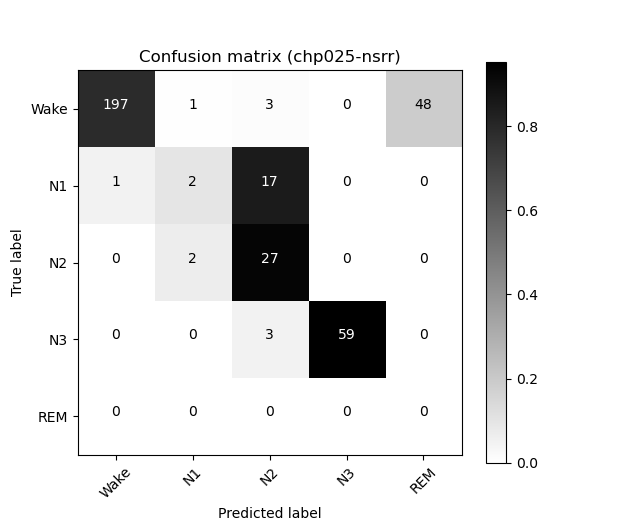 Confusion matrix (chp025-nsrr)
Wake 197 1 3 0 48
N1 1 2 17 0 0
N2 0 2 27 0 0
N3 0 0 3 59 0
REM 0 0 0 0 0
Wake N1 N2 N3 REM
True label
Predicted label
0.8
0.6
0.4
0.2
0.0